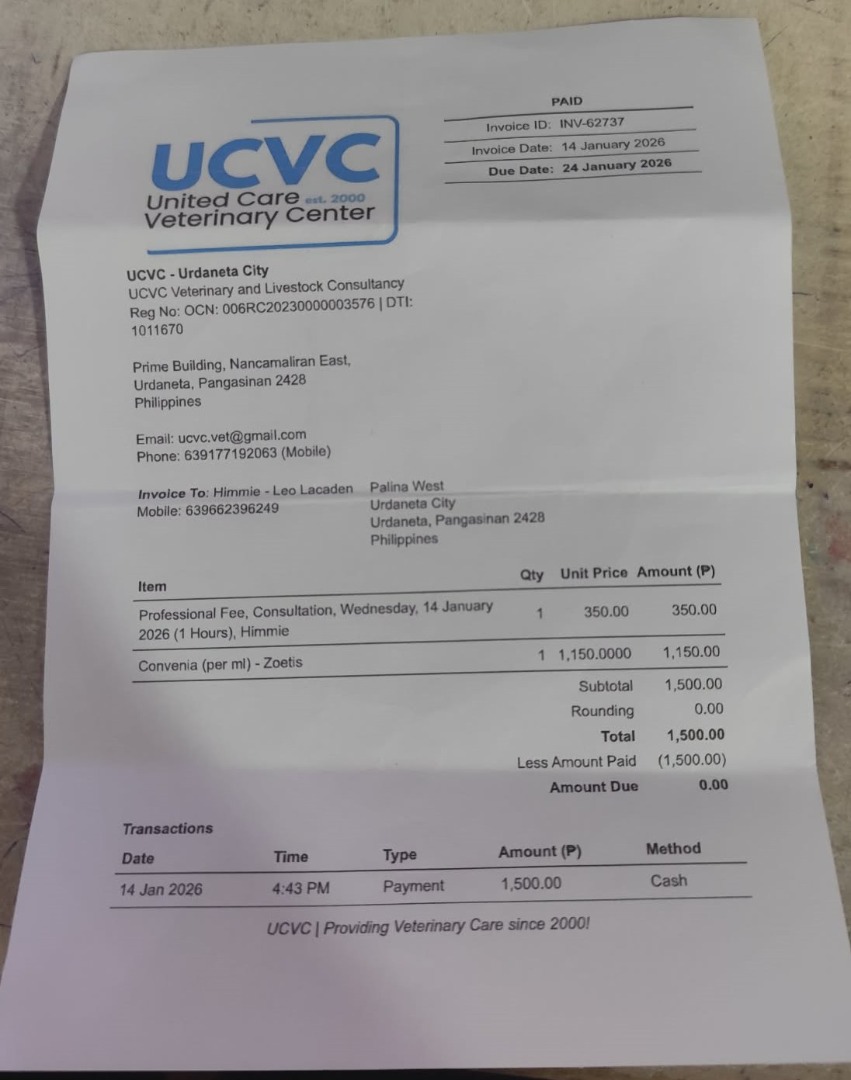 PAID
Invoice ID: INV-62737
Invoice Date: 14 January 2026
Due Date: 24 January 2026
UCVC
United Care est. 2000
Veterinary Center
UCVC - Urdaneta City
UCVC Veterinary and Livestock Consultancy
Reg No: OCN: 006RC20230000003576 | DTI:
1011670
Prime Building, Nancamaliran East,
Urdaneta, Pangasinan 2428
Philippines
Email: ucvc.vet@gmail.com
Phone: 639177192063 (Mobile)
Invoice To: Himmie - Leo Lacaden
Mobile: 639662396249
Palina West
Urdaneta City
Urdaneta, Pangasinan 2428
Philippines
Item Qty Unit Price Amount (₱)
Professional Fee, Consultation, Wednesday, 14 January 1 350.00 350.00
2026 (1 Hours), Himmie
Convenia (per ml) - Zoetis 1 1,150.0000 1,150.00
Subtotal 1,500.00
Rounding 0.00
Total 1,500.00
Less Amount Paid (1,500.00)
Amount Due 0.00
Transactions
Date Time Type Amount (₱) Method
14 Jan 2026 4:43 PM Payment 1,500.00 Cash
UCVC | Providing Veterinary Care since 2000!